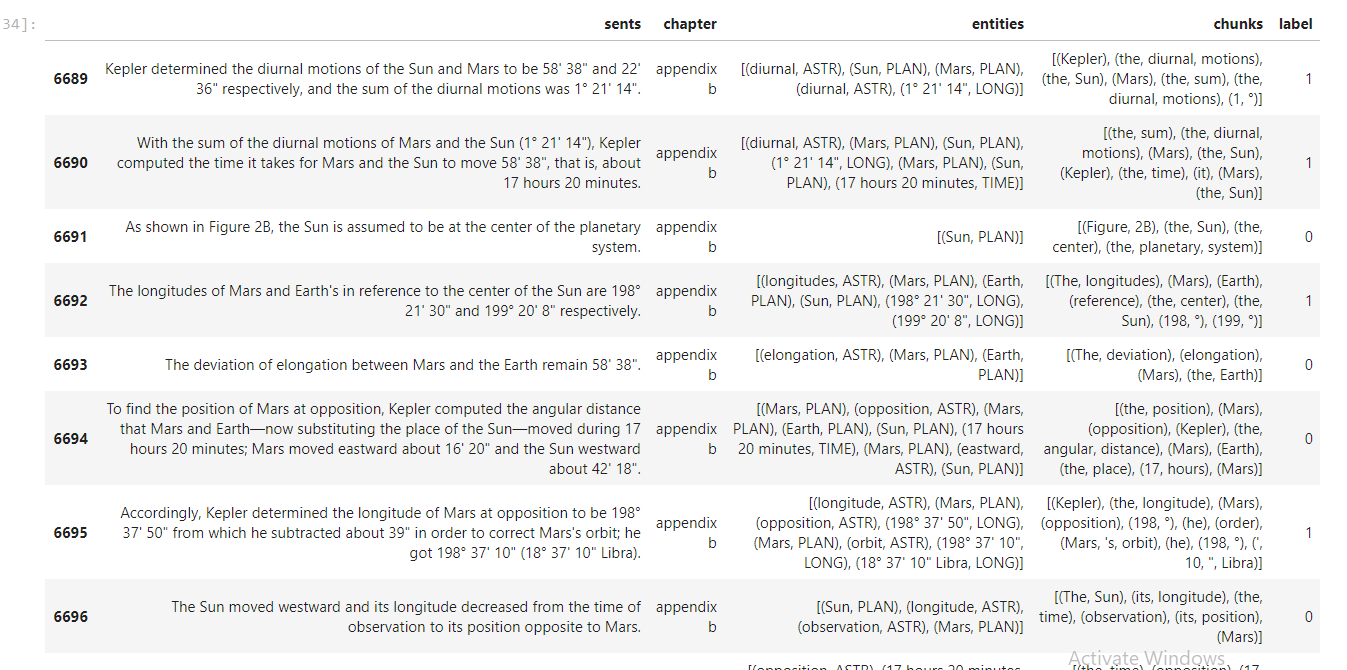 34]:
sents chapter entities chunks label
6689 Kepler determined the diurnal motions of the Sun and Mars to be 58' 38" and 22' 36" respectively, and the sum of the diurnal motions was 1° 21' 14". appendix b [(diurnal, ASTR), (Sun, PLAN), (Mars, PLAN), (diurnal, ASTR), (1° 21' 14", LONG)] [(Kepler), (the, diurnal, motions), (the, Sun), (Mars), (the, sum), (the, diurnal, motions), (1, °)] 1
6690 With the sum of the diurnal motions of Mars and the Sun (1° 21' 14"), Kepler computed the time it takes for Mars and the Sun to move 58' 38", that is, about 17 hours 20 minutes. appendix b [(diurnal, ASTR), (Mars, PLAN), (Sun, PLAN), (1° 21' 14", LONG), (Mars, PLAN), (Sun, PLAN), (17 hours 20 minutes, TIME)] [(the, sum), (the, diurnal, motions), (Mars), (the, Sun), (Kepler), (the, time), (it), (Mars), (the, Sun)] 1
6691 As shown in Figure 2B, the Sun is assumed to be at the center of the planetary system. appendix b [(Sun, PLAN)] [(Figure, 2B), (the, Sun), (the, center), (the, planetary, system)] 0
6692 The longitudes of Mars and Earth's in reference to the center of the Sun are 198° 21' 30" and 199° 20' 8" respectively. appendix b [(longitudes, ASTR), (Mars, PLAN), (Earth, PLAN), (Sun, PLAN), (198° 21' 30", LONG), (199° 20' 8", LONG)] [(The, longitudes), (Mars), (Earth), (reference), (the, center), (the, Sun), (198, °), (199, °)] 1
6693 The deviation of elongation between Mars and the Earth remain 58' 38". appendix b [(elongation, ASTR), (Mars, PLAN), (Earth, PLAN)] [(The, deviation), (elongation), (Mars), (the, Earth)] 0
6694 To find the position of Mars at opposition, Kepler computed the angular distance that Mars and Earth—now substituting the place of the Sun—moved during 17 hours 20 minutes; Mars moved eastward about 16' 20" and the Sun westward about 42' 18". appendix b [(Mars, PLAN), (opposition, ASTR), (Mars, PLAN), (Earth, PLAN), (Sun, PLAN), (17 hours 20 minutes, TIME), (Mars, PLAN), (eastward, ASTR), (Sun, PLAN)] [(the, position), (Mars), (opposition), (Kepler), (the, angular, distance), (Mars), (Earth), (the, place), (17, hours), (Mars)] 0
6695 Accordingly, Kepler determined the longitude of Mars at opposition to be 198° 37' 50" from which he subtracted about 39" in order to correct Mars's orbit; he got 198° 37' 10" (18° 37' 10" Libra). appendix b [(longitude, ASTR), (Mars, PLAN), (opposition, ASTR), (198° 37' 50", LONG), (Mars, PLAN), (orbit, ASTR), (198° 37' 10", LONG), (18° 37' 10" Libra, LONG)] [(Kepler), (the, longitude), (Mars), (opposition), (198, °), (he), (order), (Mars, 's, orbit), (he), (198, °), (', 10, ", Libra)] 1
6696 The Sun moved westward and its longitude decreased from the time of observation to its position opposite to Mars. appendix b [(Sun, PLAN), (longitude, ASTR), (observation, ASTR), (Mars, PLAN)] [(The, Sun), (its, longitude), (the, time), (observation), (its, position), (Mars)] 0
Activate Windows